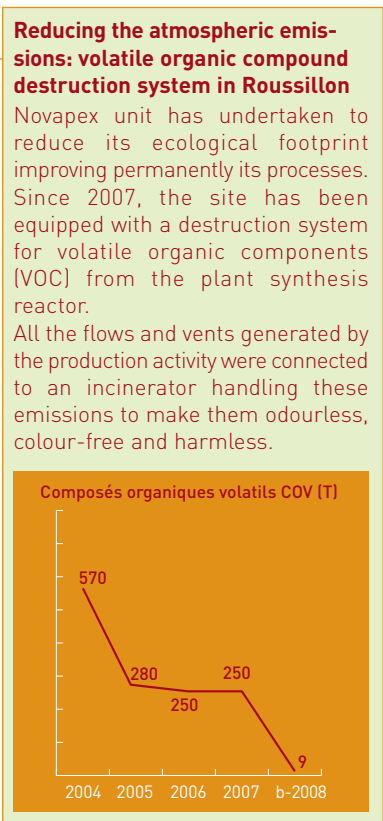 Reducing the atmospheric emis-
sions: volatile organic compound
destruction system in Roussillon
Novapex unit has undertaken to
reduce its ecological footprint
improving permanently its processes.
Since 2007, the site has been
equipped with a destruction system
for volatile organic components
(VOC) from the plant synthesis
reactor.
All the flows and vents generated by
the production activity were connected
to an incinerator handling these
emissions to make them odourless,
colour-free and harmless.
Composés organiques volatils COV (T)
570
280
250
250
9
2004 2005 2006 2007 b-2008